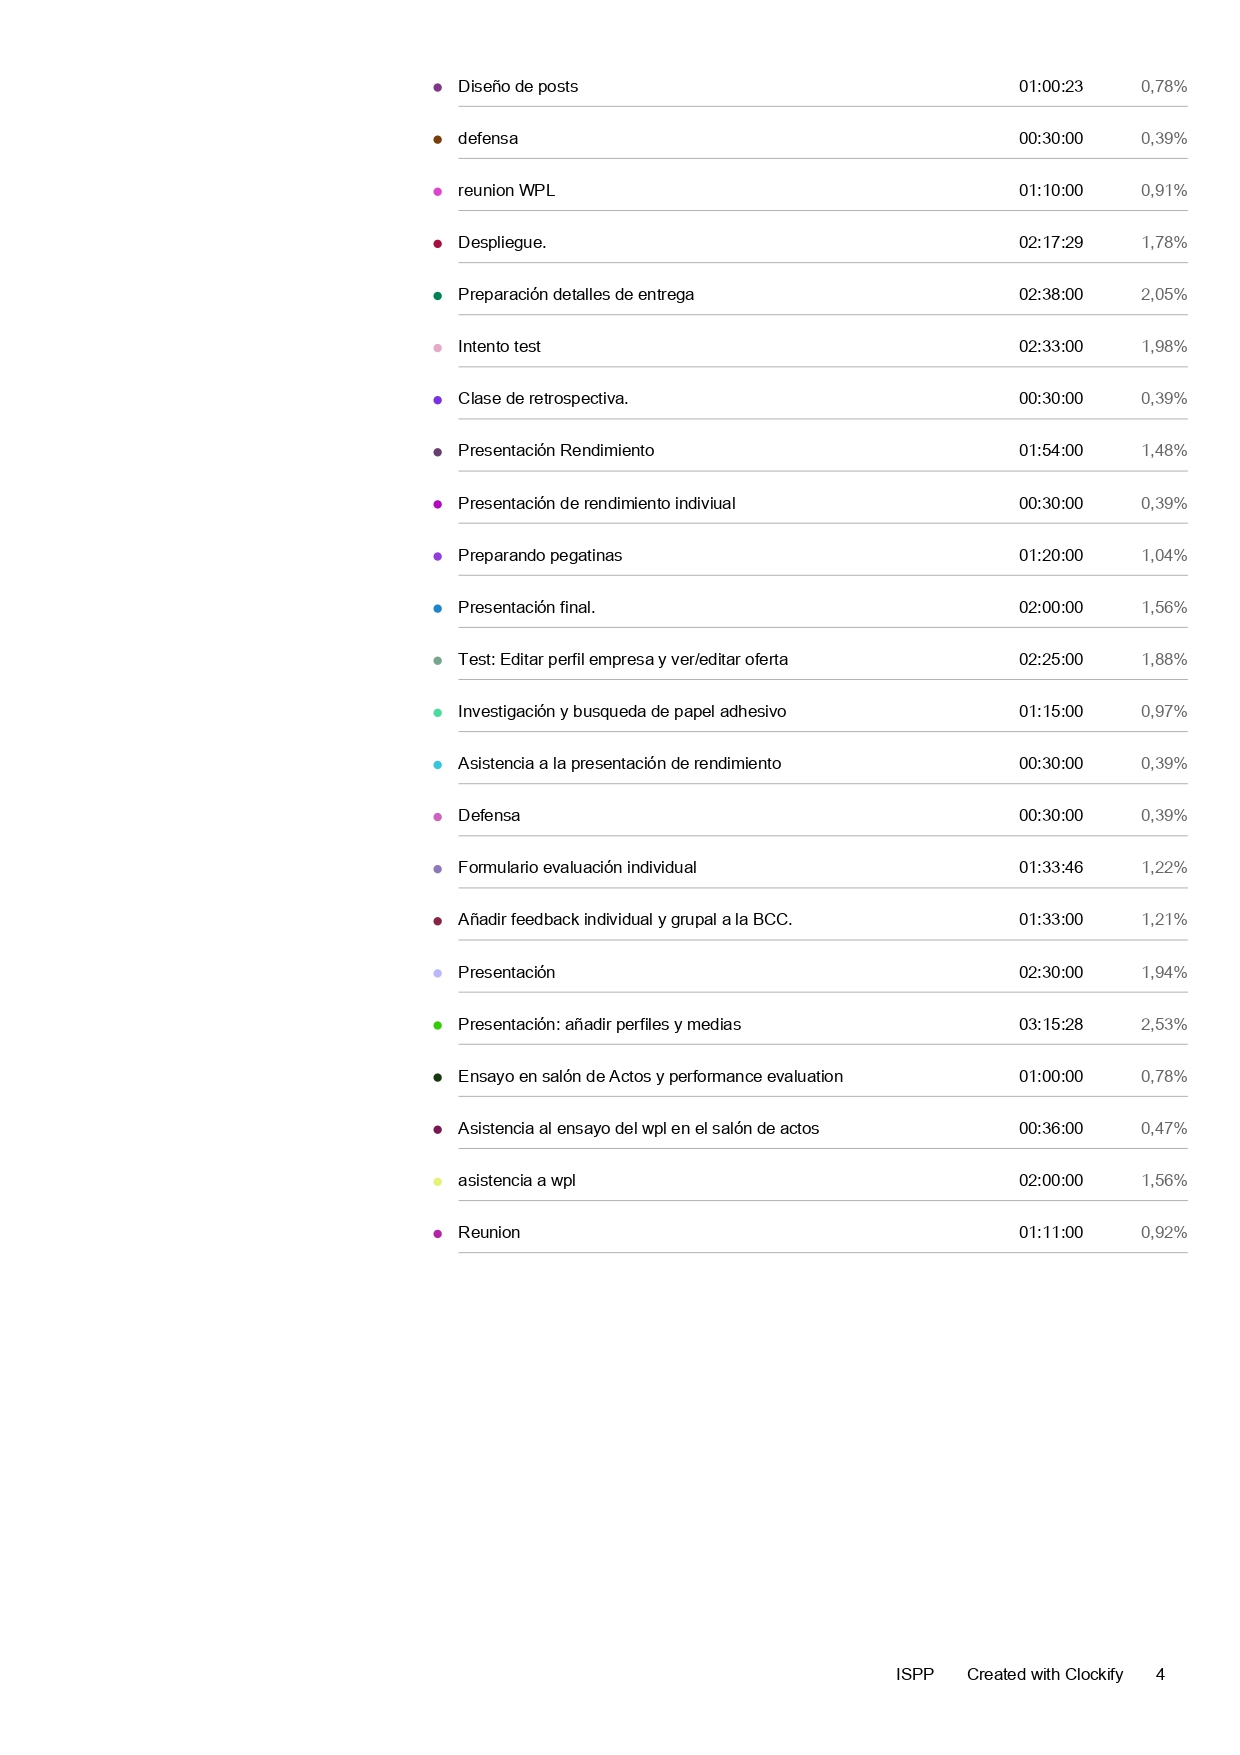 Diseño de posts 01:00:23 0,78%
defensa 00:30:00 0,39%
reunion WPL 01:10:00 0,91%
Despliegue. 02:17:29 1,78%
Preparación detalles de entrega 02:38:00 2,05%
Intento test 02:33:00 1,98%
Clase de retrospectiva. 00:30:00 0,39%
Presentación Rendimiento 01:54:00 1,48%
Presentación de rendimiento indiviual 00:30:00 0,39%
Preparando pegatinas 01:20:00 1,04%
Presentación final. 02:00:00 1,56%
Test: Editar perfil empresa y ver/editar oferta 02:25:00 1,88%
Investigación y busqueda de papel adhesivo 01:15:00 0,97%
Asistencia a la presentación de rendimiento 00:30:00 0,39%
Defensa 00:30:00 0,39%
Formulario evaluación individual 01:33:46 1,22%
Añadir feedback individual y grupal a la BCC. 01:33:00 1,21%
Presentación 02:30:00 1,94%
Presentación: añadir perfiles y medias 03:15:28 2,53%
Ensayo en salón de Actos y performance evaluation 01:00:00 0,78%
Asistencia al ensayo del wpl en el salón de actos 00:36:00 0,47%
asistencia a wpl 02:00:00 1,56%
Reunion 01:11:00 0,92%
ISPP Created with Clockify 4